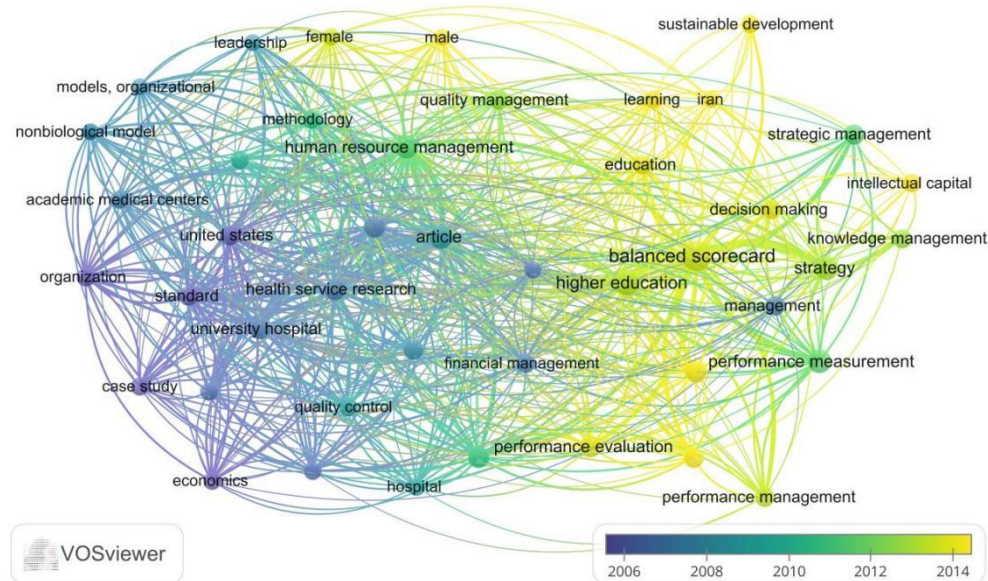 sustainable development
leadership
female
male
models, organizational
quality management
learning
iran
methodology
nonbiological model
strategic management
human resource management
education
intellectual capital
academic medical centers
decision making
united states
article
knowledge management
balanced scorecard
strategy
organization
standard
health service research
higher education
management
university hospital
financial management
performance measurement
case study
quality control
performance evaluation
economics
hospital
performance management
VOSviewer
2006 2008 2010 2012 2014